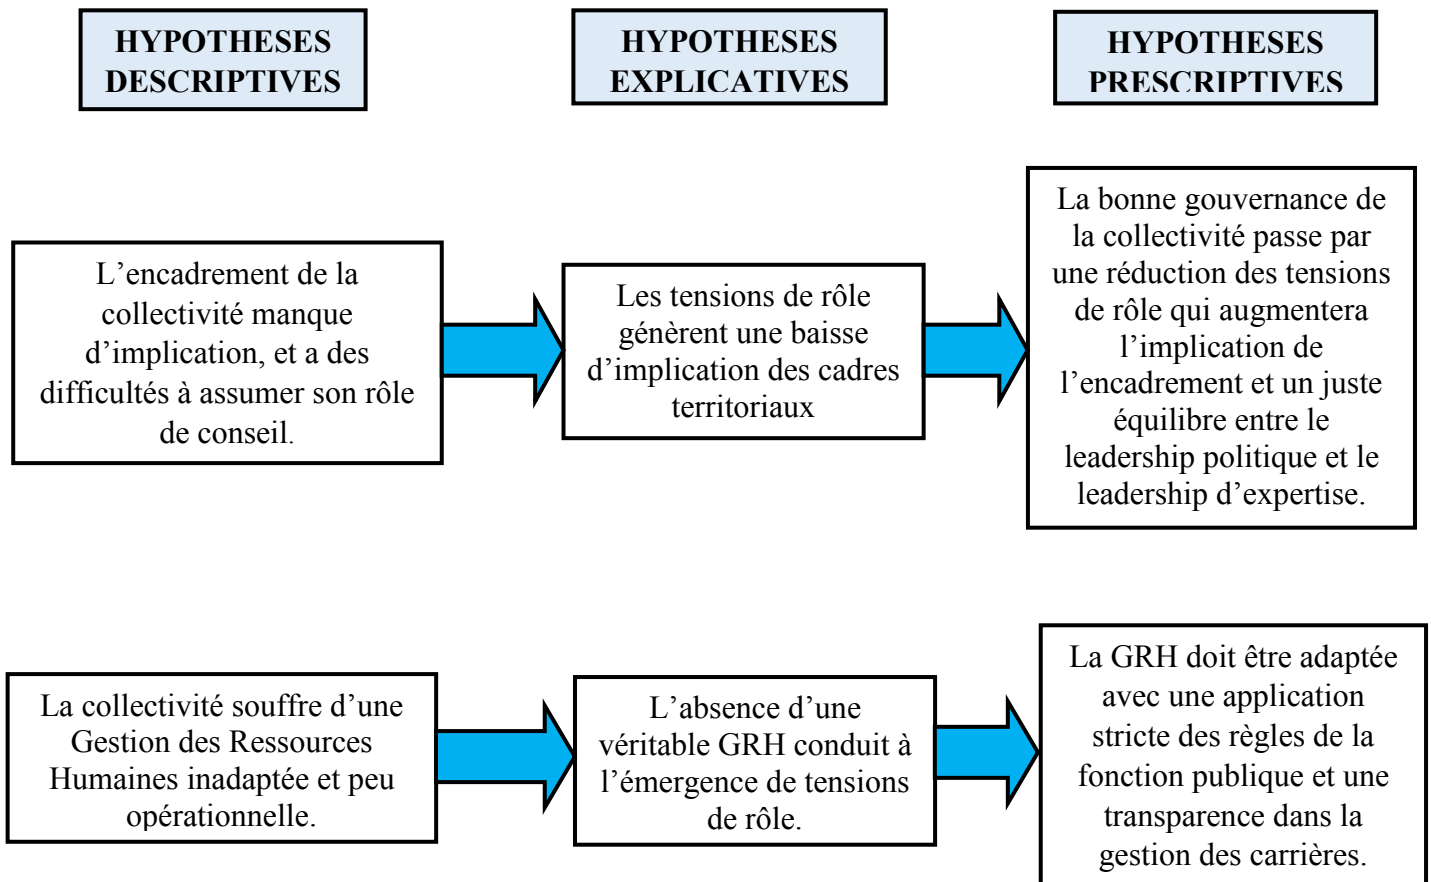 HYPOTHESES
DESCRIPTIVES
HYPOTHESES
EXPLICATIVES
HYPOTHESES
PRESCRIPTIVES
L’encadrement de la
collectivité manque
d’implication, et a des
difficultés à assumer son rôle
de conseil.
Les tensions de rôle
génèrent une baisse
d’implication des cadres
territoriaux
La bonne gouvernance de
la collectivité passe par
une réduction des tensions
de rôle qui augmentera
l’implication de
l’encadrement et un juste
équilibre entre le
leadership politique et le
leadership d’expertise.
La collectivité souffre d’une
Gestion des Ressources
Humaines inadaptée et peu
opérationnelle.
L’absence d’une
véritable GRH conduit à
l’émergence de tensions
de rôle.
La GRH doit être adaptée
avec une application
stricte des règles de la
fonction publique et une
transparence dans la
gestion des carrières.